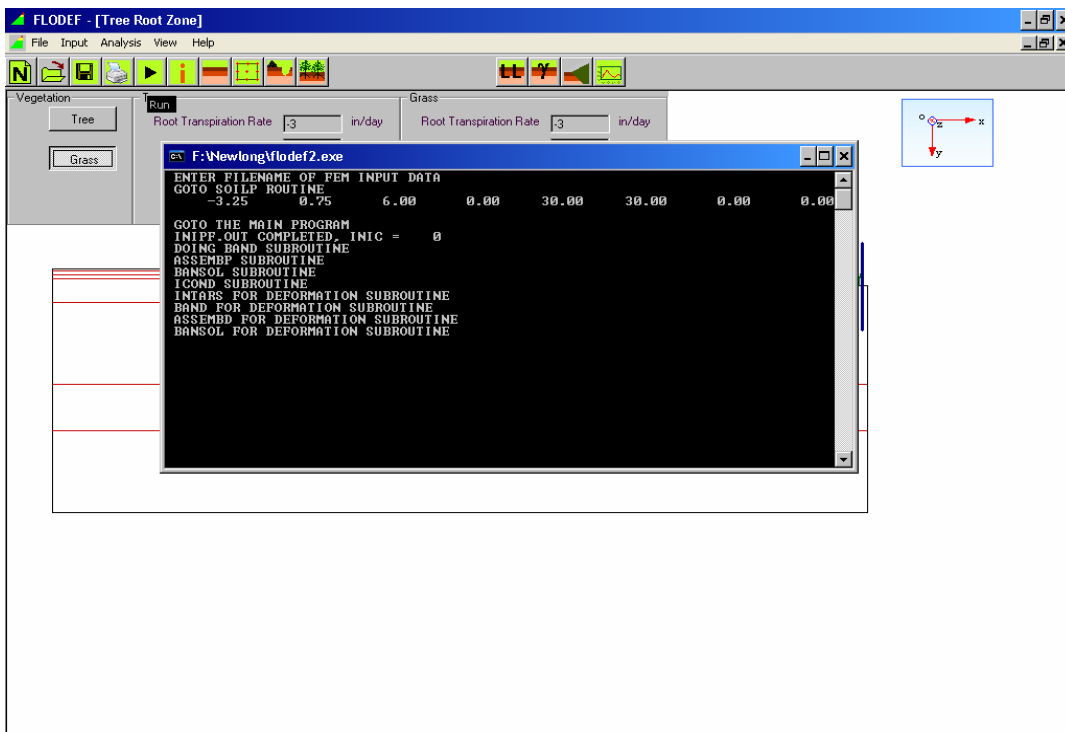 FLODEF - [Tree Root Zone]
File Input Analysis View Help
N
LL γ
Vegetation
Tree
Grass
Run
Root Transpiration Rate -3 in/day
Grass
Root Transpiration Rate -3 in/day
o z x
y
F:\Newlong\flodef2.exe
ENTER FILENAME OF FEM INPUT DATA
GOTO SOILP ROUTINE
-3.25 0.75 6.00 0.00 30.00 30.00 0.00 0.00
GOTO THE MAIN PROGRAM
INIPF.OUT COMPLETED, INIC = 0
DOING BAND SUBROUTINE
ASSEMBP SUBROUTINE
BANSOL SUBROUTINE
ICOND SUBROUTINE
INTARS FOR DEFORMATION SUBROUTINE
BAND FOR DEFORMATION SUBROUTINE
ASSEMBD FOR DEFORMATION SUBROUTINE
BANSOL FOR DEFORMATION SUBROUTINE